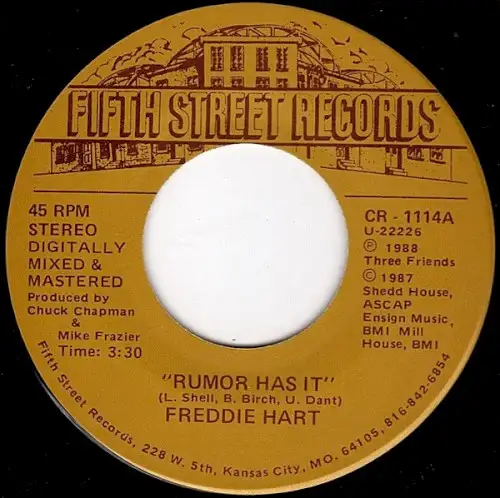 FIFTH STREET RECORDS
45 RPM
STEREO
DIGITALLY
MIXED &
MASTERED
Produced by
Chuck Chapman
&
Mike Frazier
Time: 3:30
CR - 1114A
U-22226
Ⓟ 1988
Three Friends
© 1987
Shedd House,
ASCAP
Ensign Music,
BMI Mill
House, BMI
"RUMOR HAS IT"
(L. Shell, B. Birch, U. Dant)
FREDDIE HART
Fifth Street Records, 228 W. 5th, Kansas City, MO. 64105, 816-842-6854